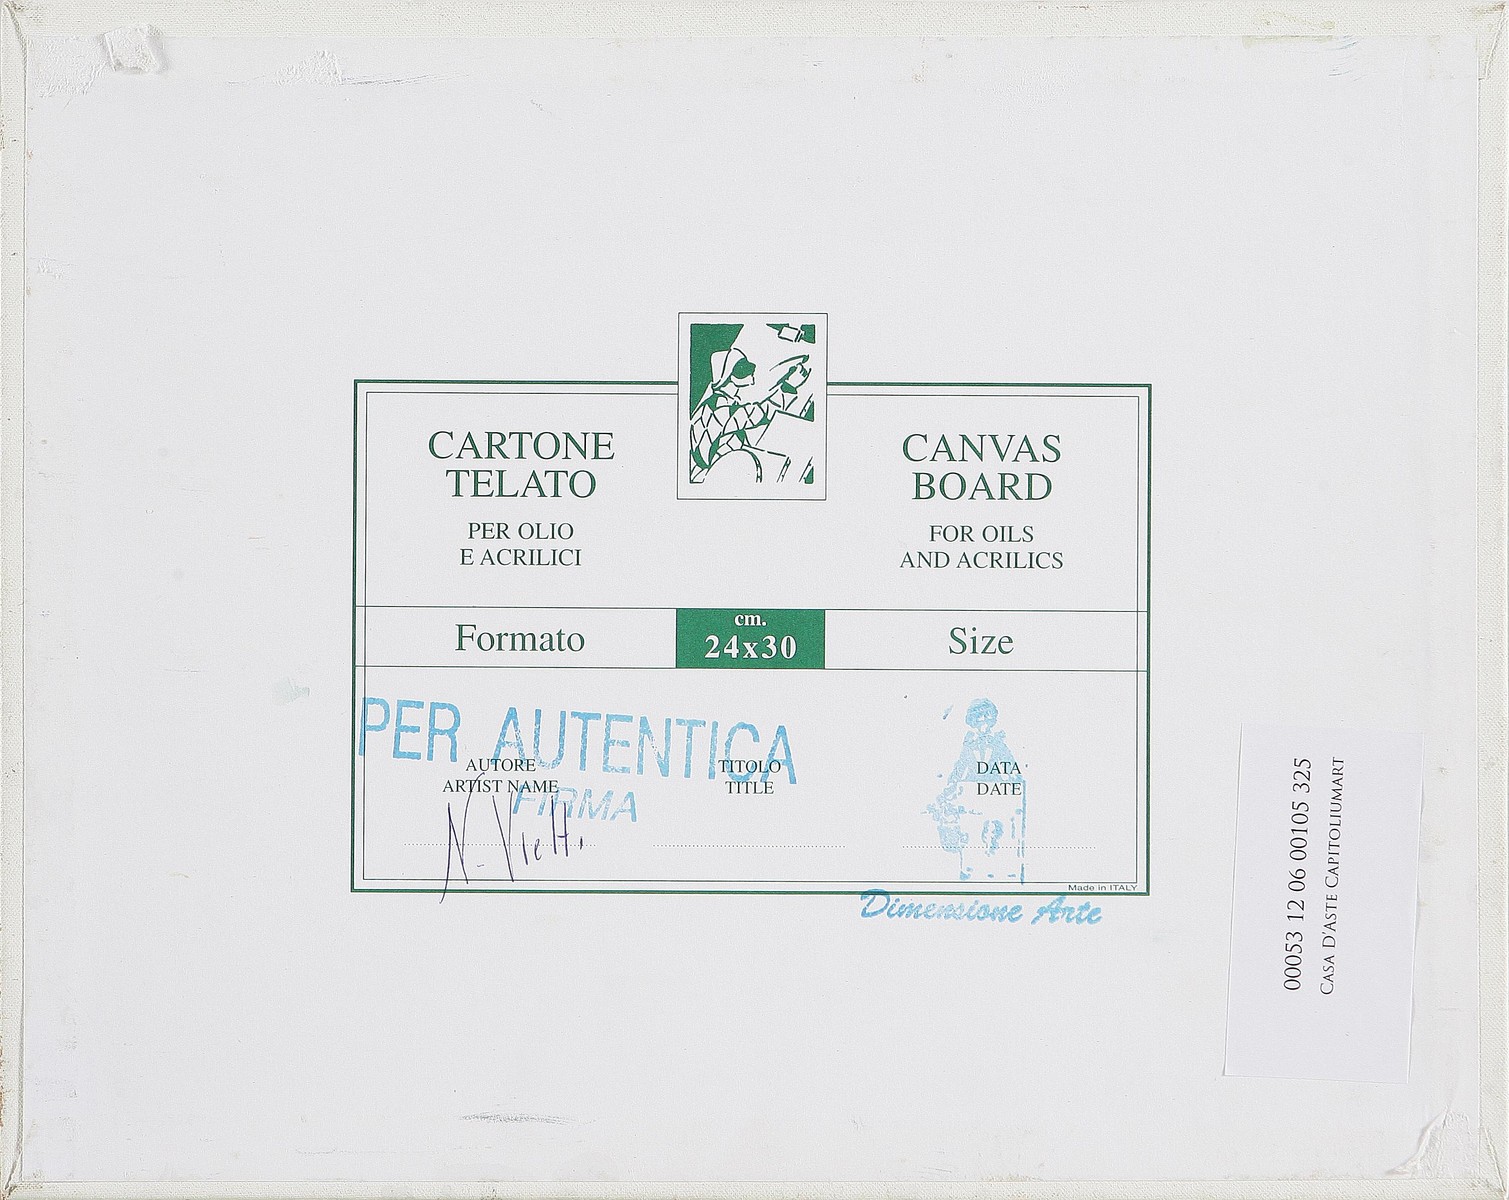 CARTONE
TELATO
PER OLIO
E ACRILICI
CANVAS
BOARD
FOR OILS
AND ACRILICS
Formato
cm.
24x30
Size
PER AUTENTICA
AUTORE
ARTIST NAME
TITOLO
TITLE
DATA
DATE
FIRMA
N. Vietti
Made in ITALY
Dimensione Arte
00053 12 06 00105 325
CASA D'ASTE CAPITOLIUMART